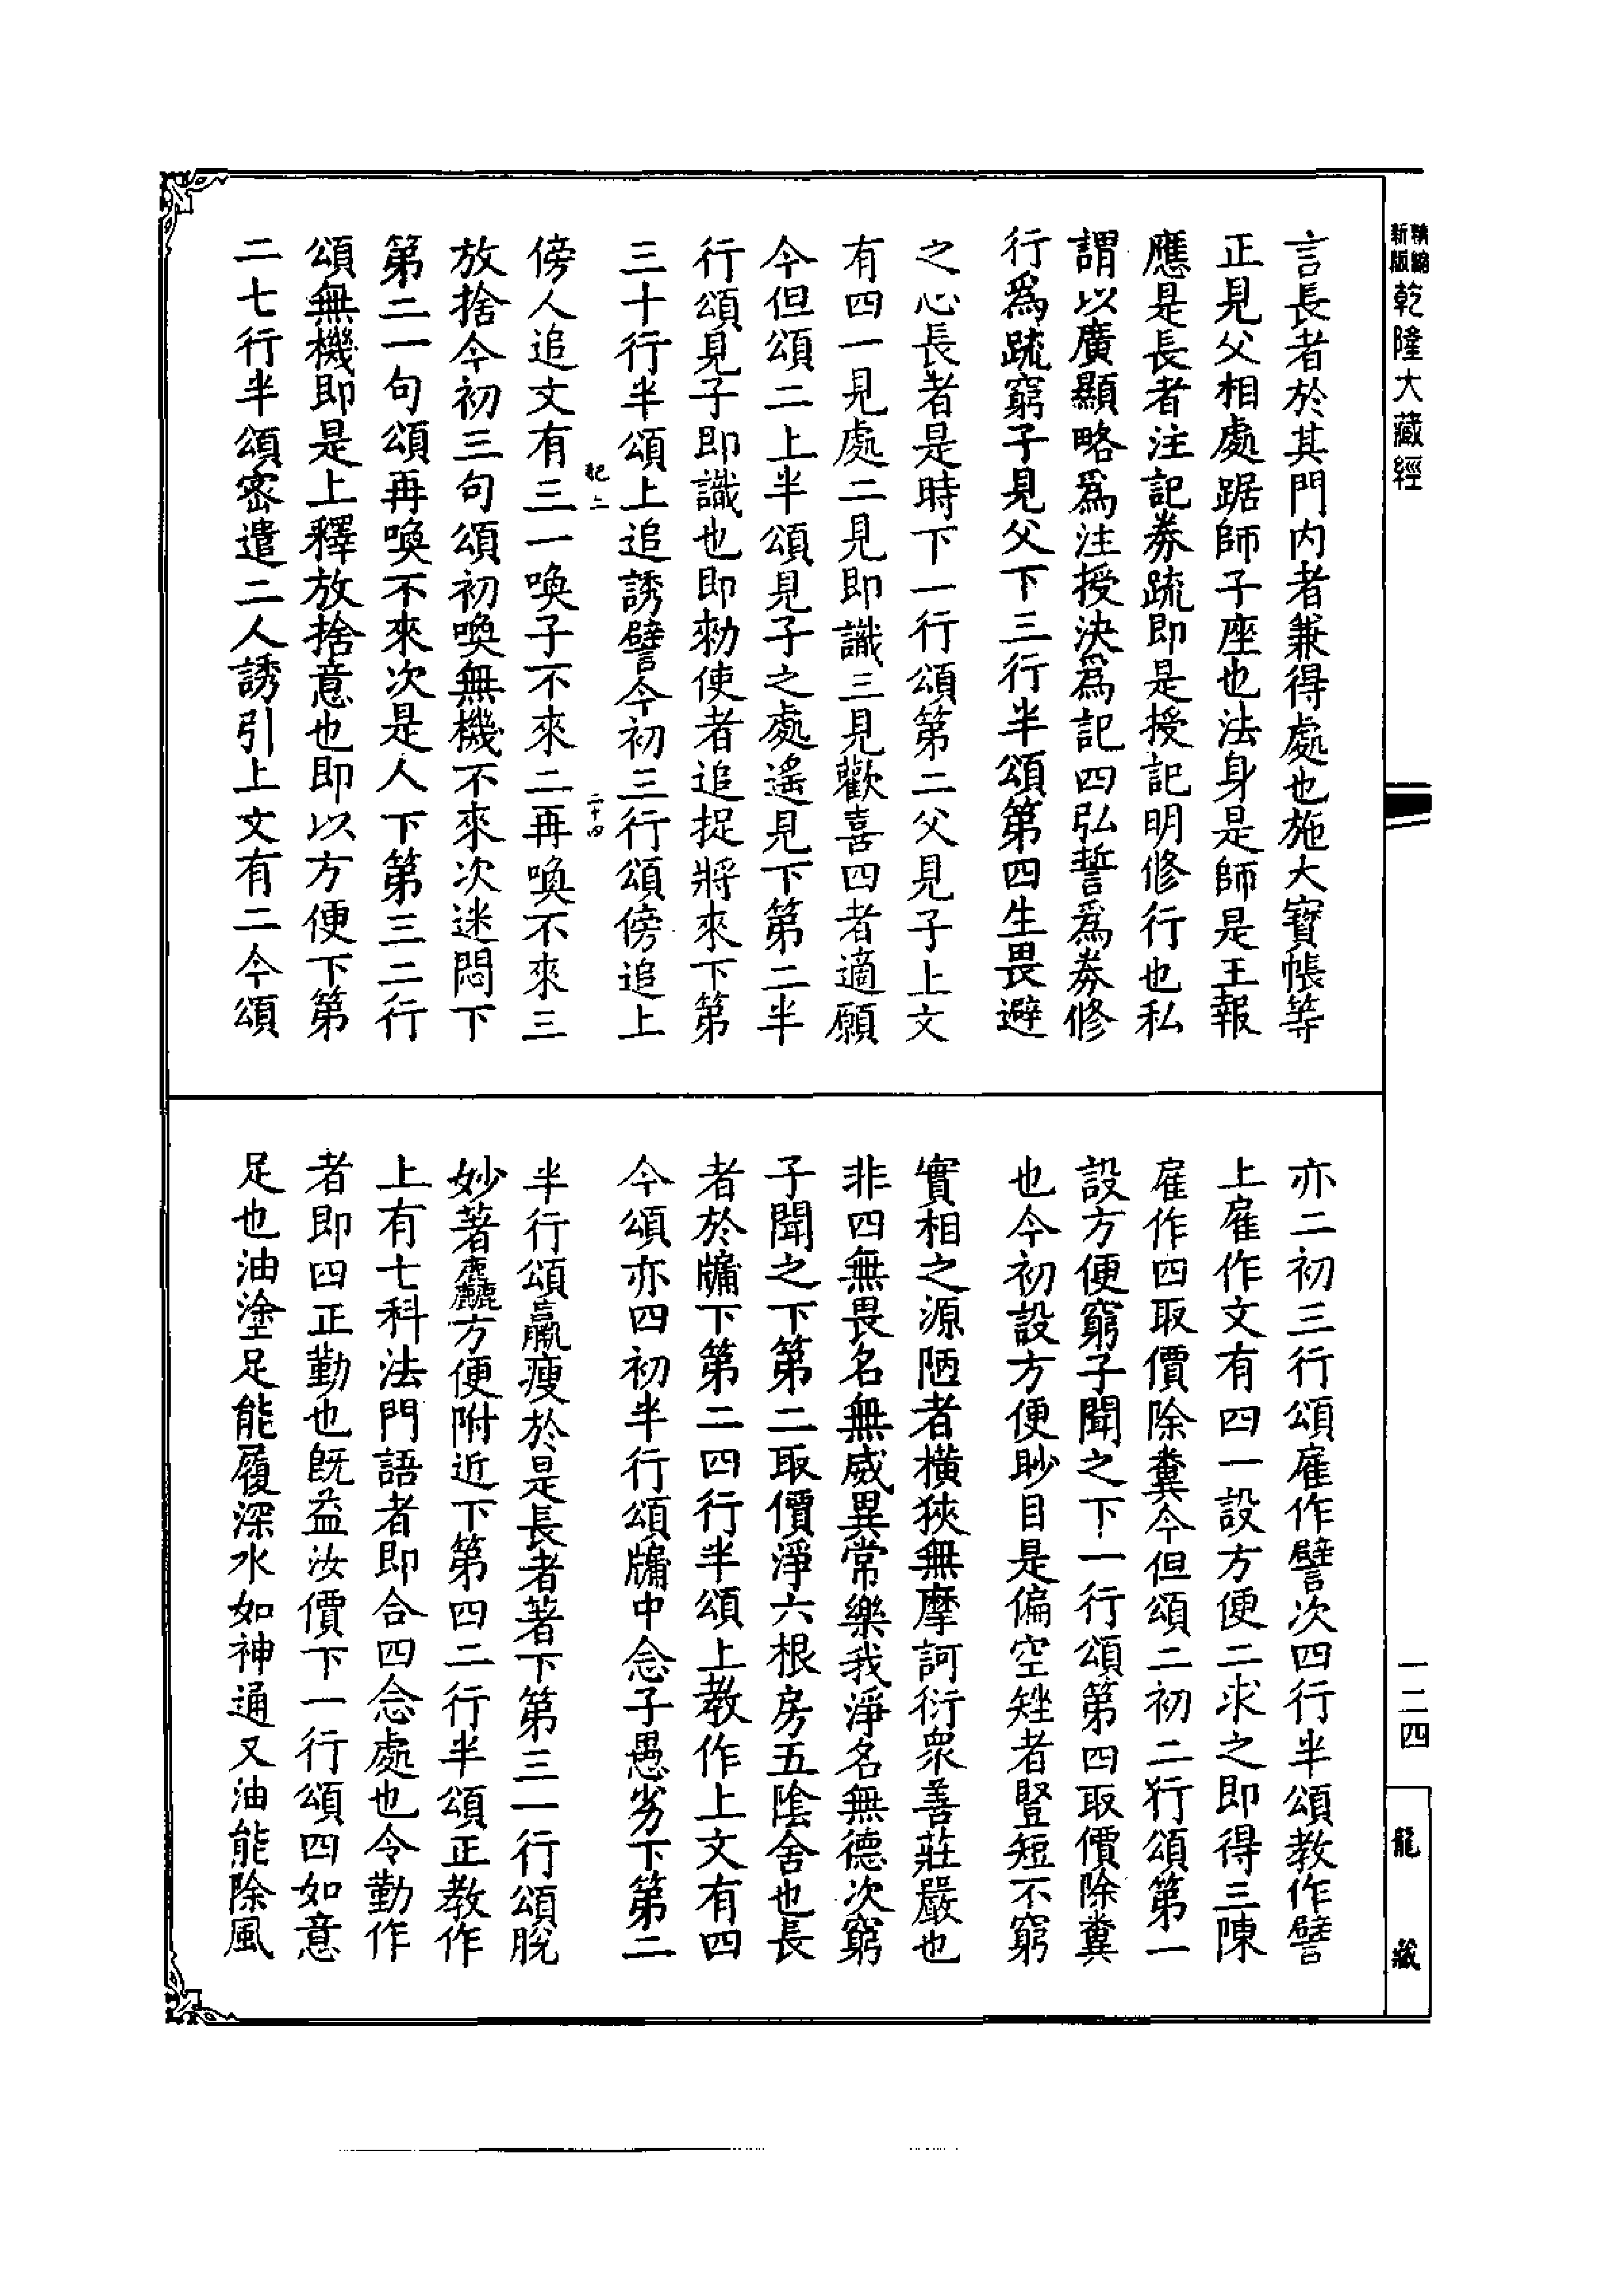 精縮
新版
乾隆大藏經
一二四
龍藏
言長者於其門内者兼得處也施大寶帳等
正見父相處踞師子座也法身是師是王報
應是長者注記券疏即是授記明修行也私
謂以廣顯略爲注授決爲記四弘誓爲券修
行爲疏窮子見父下三行半頌第四生畏避
之心長者是時下一行頌第二父見子上文
有四一見處二見即識三見歡喜四者適願
今但頌二上半頌見子之處遙見下第二半
行頌見子即識也即勑使者追捉將來下第
三十行半頌上追誘譬今初三行頌傍追上
紀上
二十四
傍人追文有三一喚子不來二再喚不來三
放捨今初三句頌初喚無機不來次迷悶下
第二一句頌再喚不來次是人下第三二行
頌無機即是上釋放捨意也即以方便下第
二七行半頌密遣二人誘引上文有二今頌
亦二初三行頌雇作譬次四行半頌教作譬
上雇作文有四一設方便二求之即得三陳
雇作四取價除糞今但頌二初二行頌第一
設方便窮子聞之下一行頌第四取價除糞
也今初設方便眇目是偏空矬者豎短不窮
實相之源陋者橫狹無摩訶衍眾善莊嚴也
非四無畏名無威異常樂我淨名無德次窮
子聞之下第二取價淨六根房五陰舍也長
者於牖下第二四行半頌上教作上文有四
今頌亦四初半行頌牖中念子愚劣下第二
半行頌羸瘦於是長者著下第三一行頌脫
妙著麤方便附近下第四二行半頌正教作
上有七科法門語者即合四念處也令勤作
者即四正勤也既益汝價下一行頌四如意
足也油塗足能履深水如神通又油能除風